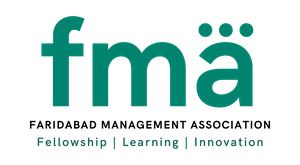 fmä
FARIDABAD MANAGEMENT ASSOCIATION
Fellowship | Learning | Innovation